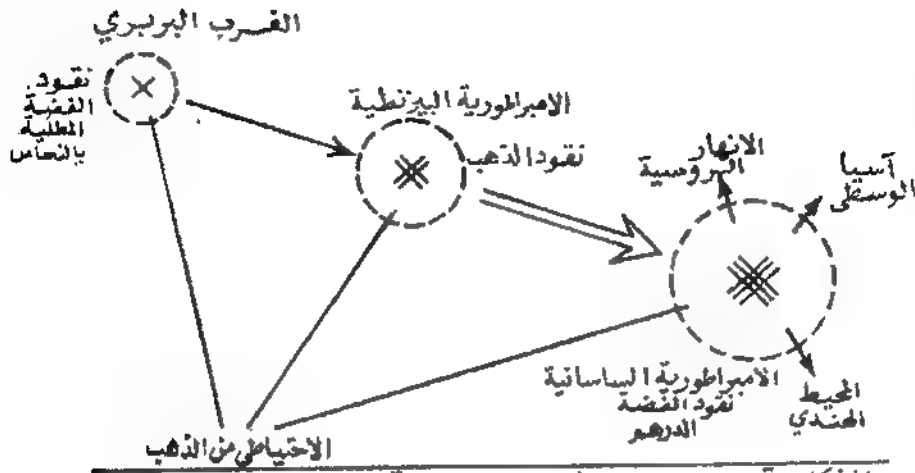 الغرب البربري
نقود
الفضة
المطلية
بالنحاس
الامبراطورية البيزنطية
نقود الذهب
الانهار
الروسية
آسيا
الوسطى
الامبراطورية الساسانية
نقود الفضة
الدرهم
المحيط
الهندي
الاحتياطي من الذهب